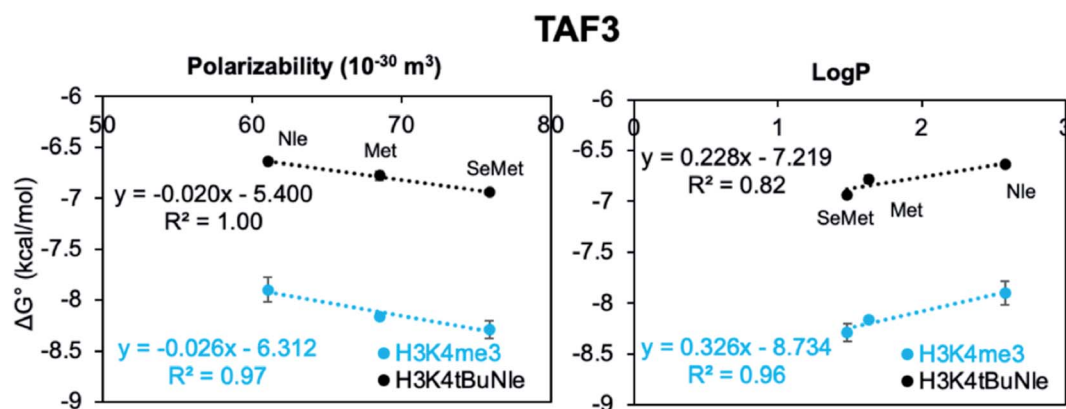 TAF3
Polarizability (10⁻³⁰ m³)
-6
50
60
70
80
Nle
Met
SeMet
-6.5
y = -0.020x - 5.400
R² = 1.00
-7
-7.5
-8
-8.5
-9
ΔG° (kcal/mol)
y = -0.026x - 6.312
R² = 0.97
H3K4me3
H3K4tBuNle
LogP
-6
0
1
2
3
-6.5
y = 0.228x - 7.219
R² = 0.82
SeMet
Met
Nle
-7
-7.5
-8
-8.5
-9
y = 0.326x - 8.734
R² = 0.96
H3K4me3
H3K4tBuNle